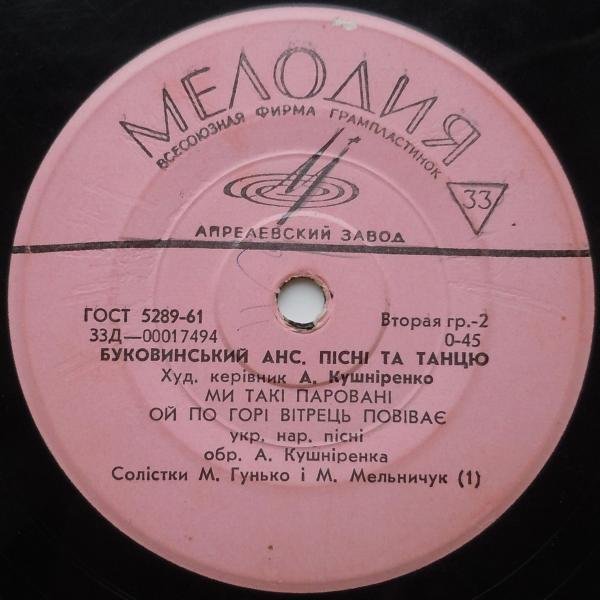 МЕЛОДИЯ
ВСЕСОЮЗНАЯ ФИРМА ГРАМПЛАСТИНОК
33
АПРЕЛЕВСКИЙ ЗАВОД
ГОСТ 5289-61
Вторая гр.-2
33Д—00017494
0-45
БУКОВИНСЬКИЙ АНС. ПІСНІ ТА ТАНЦЮ
Худ. керівник А. Кушніренко
МИ ТАКІ ПАРОВАНІ
ОЙ ПО ГОРІ ВІТРЕЦЬ ПОВІВАЄ
укр. нар. пісні
обр. А. Кушніренка
Солістки М. Гунько і М. Мельничук (1)